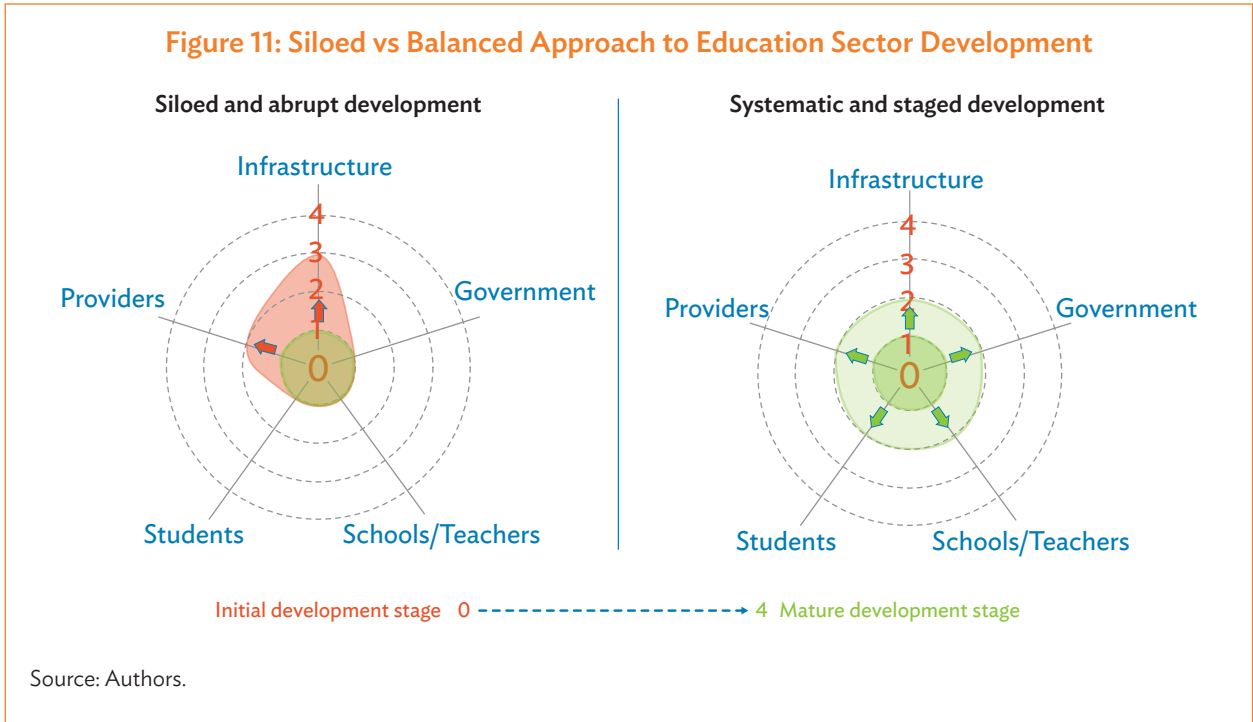 Figure 11: Siloed vs Balanced Approach to Education Sector Development
Siloed and abrupt development
Infrastructure
4
3
2
1
0
Providers
Government
Students
Schools/Teachers
Systematic and staged development
Infrastructure
4
3
2
1
0
Providers
Government
Students
Schools/Teachers
Initial development stage 0 4 Mature development stage
Source: Authors.